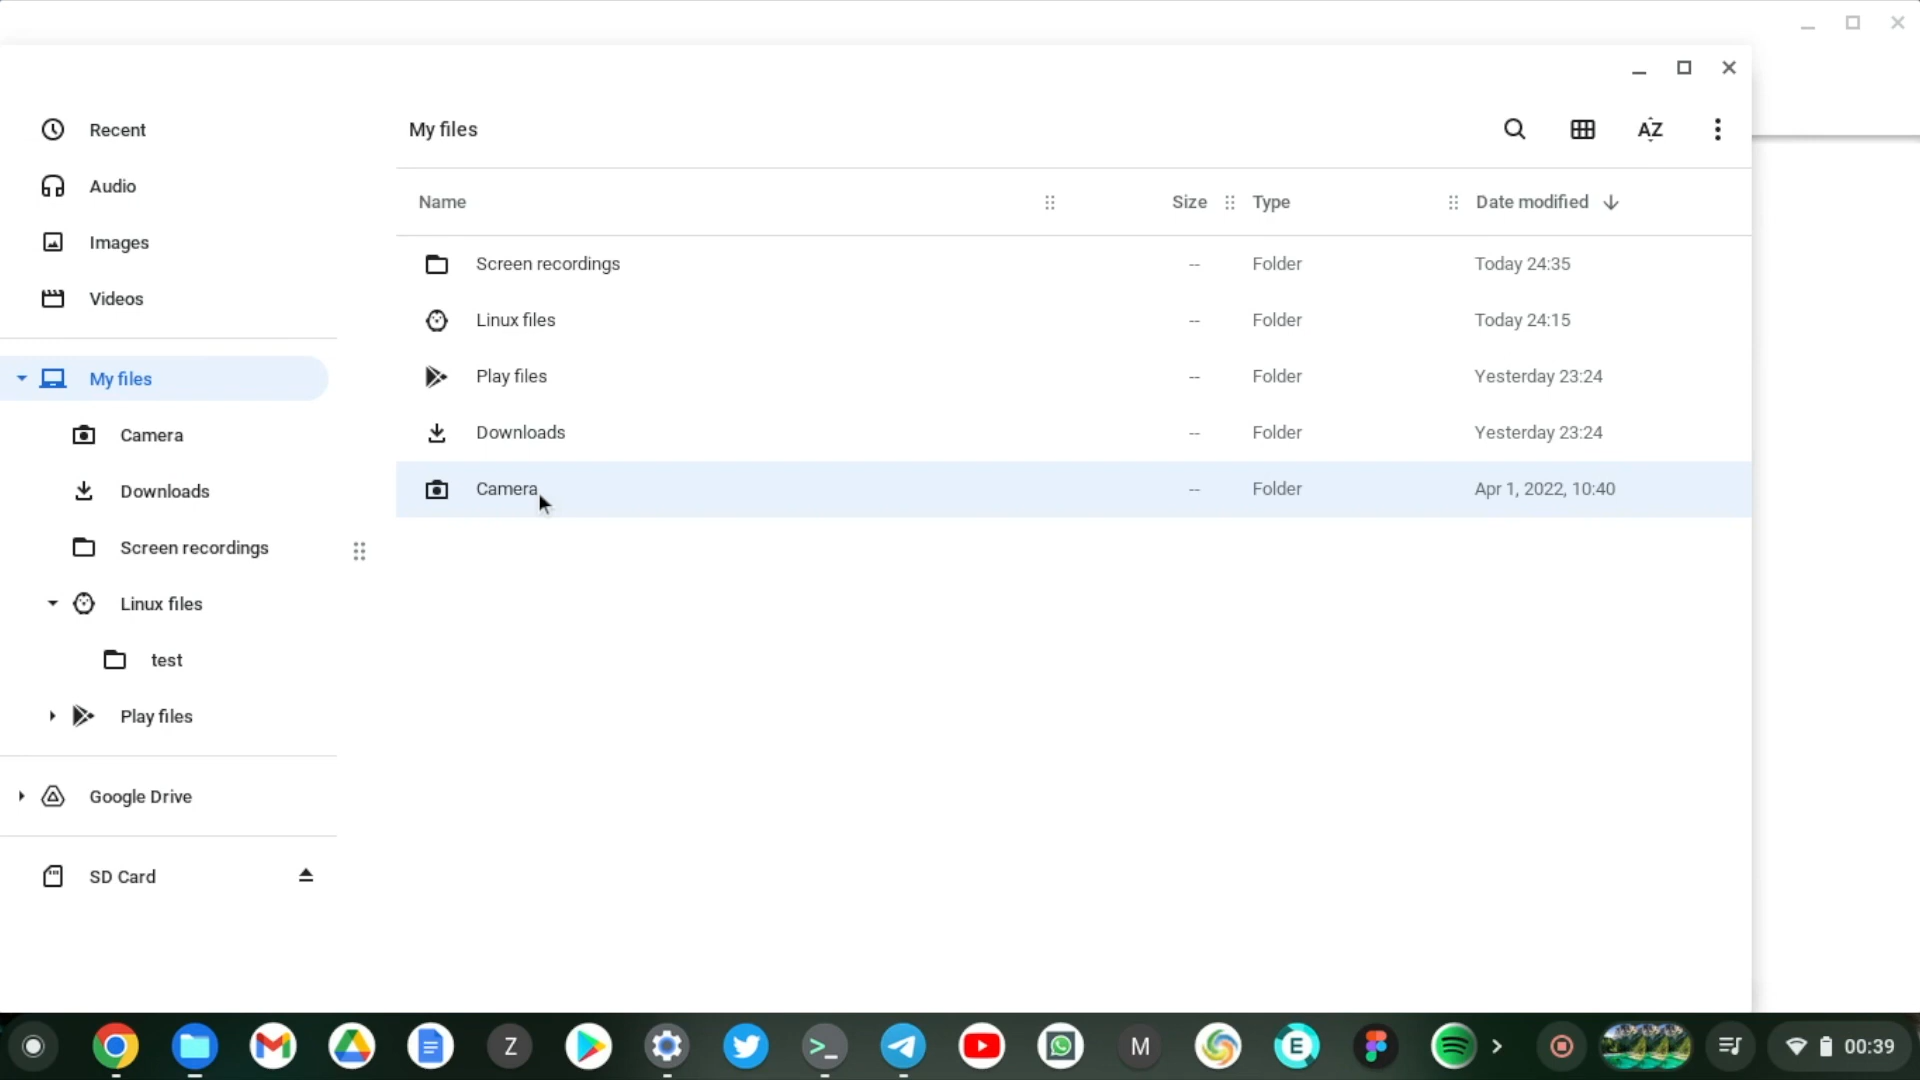 Recent
Audio
Images
Videos
My files
Camera
Downloads
Screen recordings
Linux files
test
Play files
Google Drive
SD Card
My files
AZ
Name Size Type Date modified
Screen recordings -- Folder Today 24:35
Linux files -- Folder Today 24:15
Play files -- Folder Yesterday 23:24
Downloads -- Folder Yesterday 23:24
Camera -- Folder Apr 1, 2022, 10:40
Z >_ M E 00:39